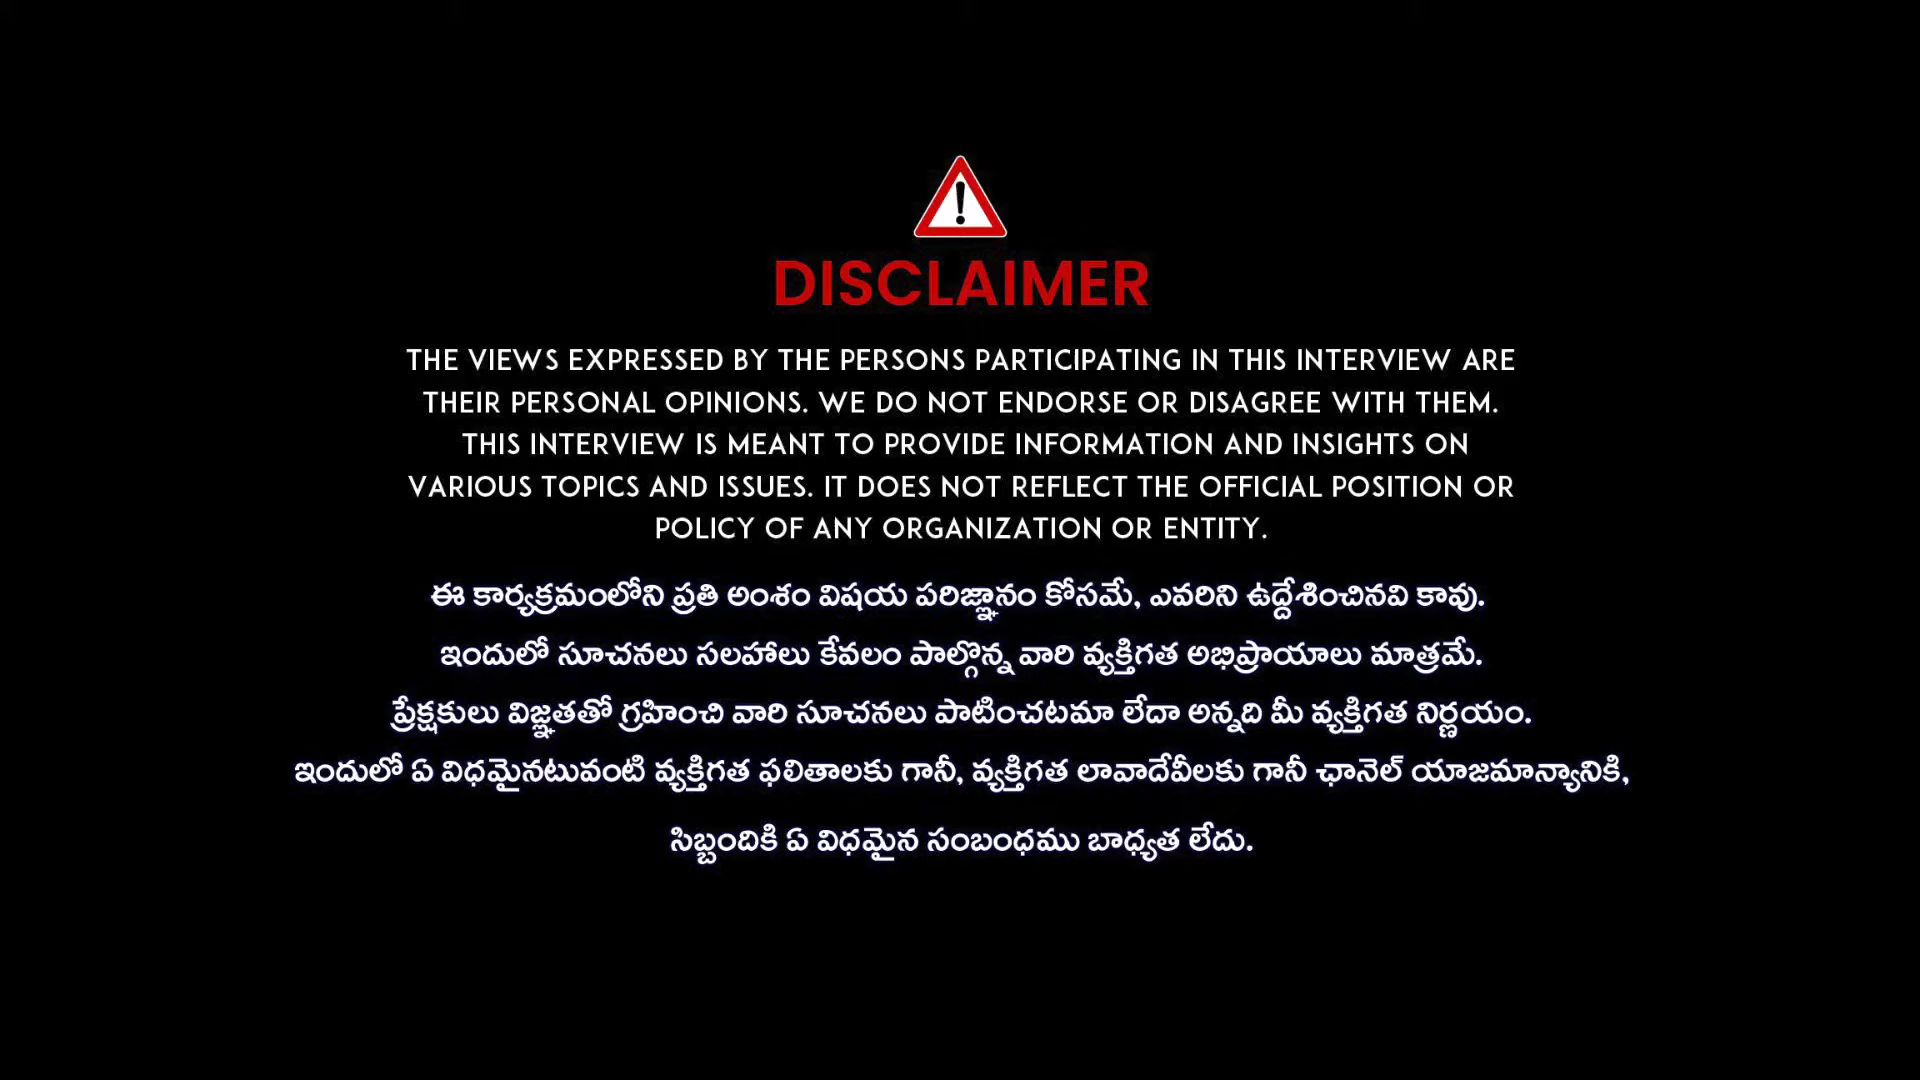 DISCLAIMER
THE VIEWS EXPRESSED BY THE PERSONS PARTICIPATING IN THIS INTERVIEW ARE
THEIR PERSONAL OPINIONS. WE DO NOT ENDORSE OR DISAGREE WITH THEM.
THIS INTERVIEW IS MEANT TO PROVIDE INFORMATION AND INSIGHTS ON
VARIOUS TOPICS AND ISSUES. IT DOES NOT REFLECT THE OFFICIAL POSITION OR
POLICY OF ANY ORGANIZATION OR ENTITY.
ఈ కార్యక్రమంలోని ప్రతి అంశం విషయ పరిజ్ఞానం కోసమే, ఎవరిని ఉద్దేశించినవి కావు.
ఇందులో సూచనలు సలహాలు కేవలం పాల్గొన్న వారి వ్యక్తిగత అభిప్రాయాలు మాత్రమే.
ప్రేక్షకులు విజ్ఞతతో గ్రహించి వారి సూచనలు పాటించటమా లేదా అన్నది మీ వ్యక్తిగత నిర్ణయం.
ఇందులో ఏ విధమైనటువంటి వ్యక్తిగత ఫలితాలకు గానీ, వ్యక్తిగత లావాదేవీలకు గానీ ఛానెల్ యాజమాన్యానికి,
సిబ్బందికి ఏ విధమైన సంబంధము బాధ్యత లేదు.